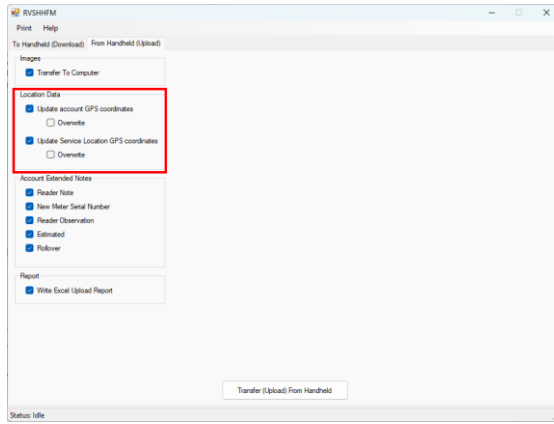 RVSHHFM
Print Help
To Handheld (Download) From Handheld (Upload)
Images
Transfer To Computer
Location Data
Update account GPS coordinates
Overwrite
Update Service Location GPS coordinates
Overwrite
Account Extended Notes
Reader Note
New Meter Serial Number
Reader Observation
Estimated
Rollover
Report
Write Excel Upload Report
Transfer (Upload) From Handheld
Status: Idle